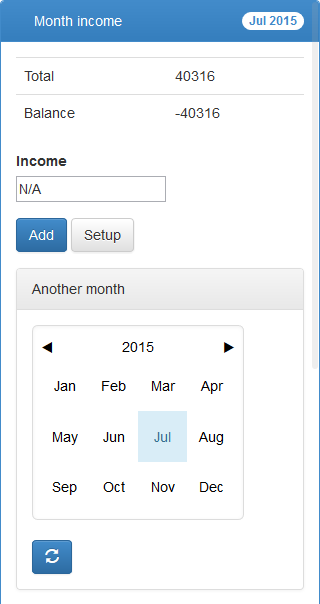 Month income Jul 2015
Total 40316
Balance -40316
Income
N/A
Add Setup
Another month
◀ 2015 ▶
Jan Feb Mar Apr
May Jun Jul Aug
Sep Oct Nov Dec